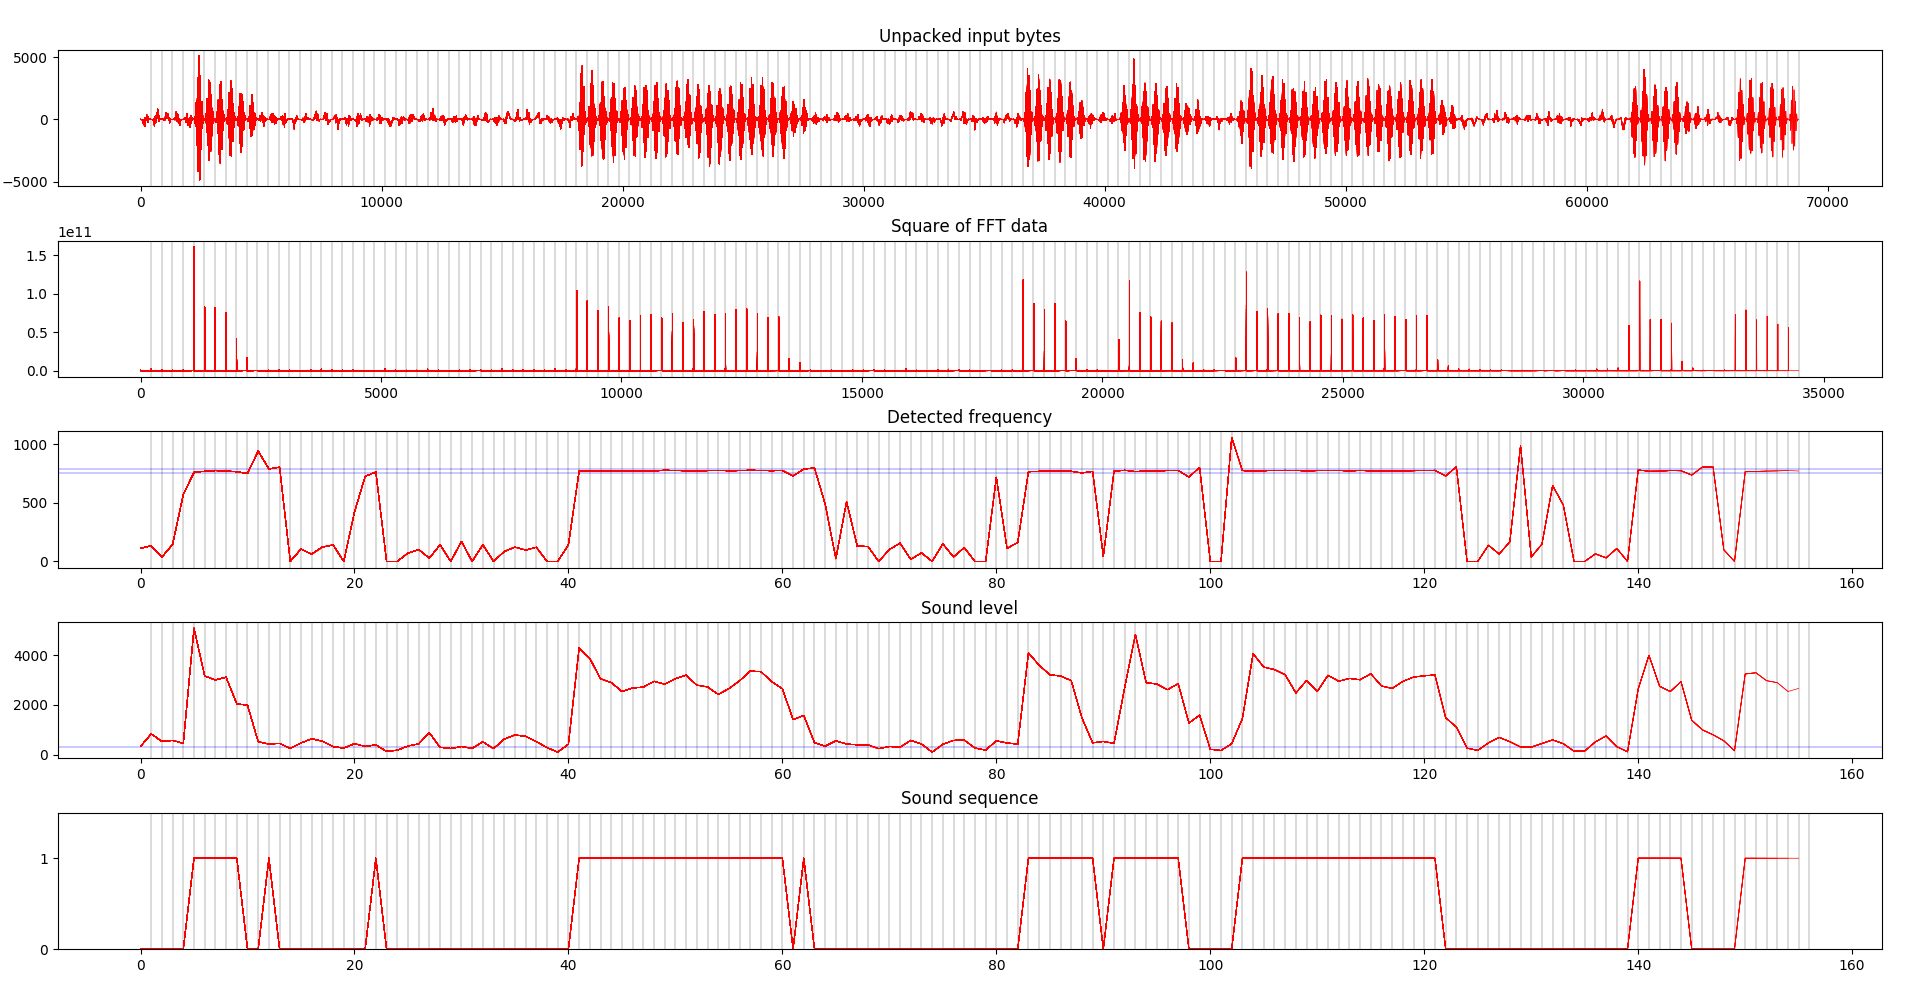 Unpacked input bytes
5000
0
−5000
0 10000 20000 30000 40000 50000 60000 70000
Square of FFT data
1e11
1.5
1.0
0.5
0.0
0 5000 10000 15000 20000 25000 30000 35000
Detected frequency
1000
500
0
0 20 40 60 80 100 120 140 160
Sound level
4000
2000
0
0 20 40 60 80 100 120 140 160
Sound sequence
1
0
0 20 40 60 80 100 120 140 160